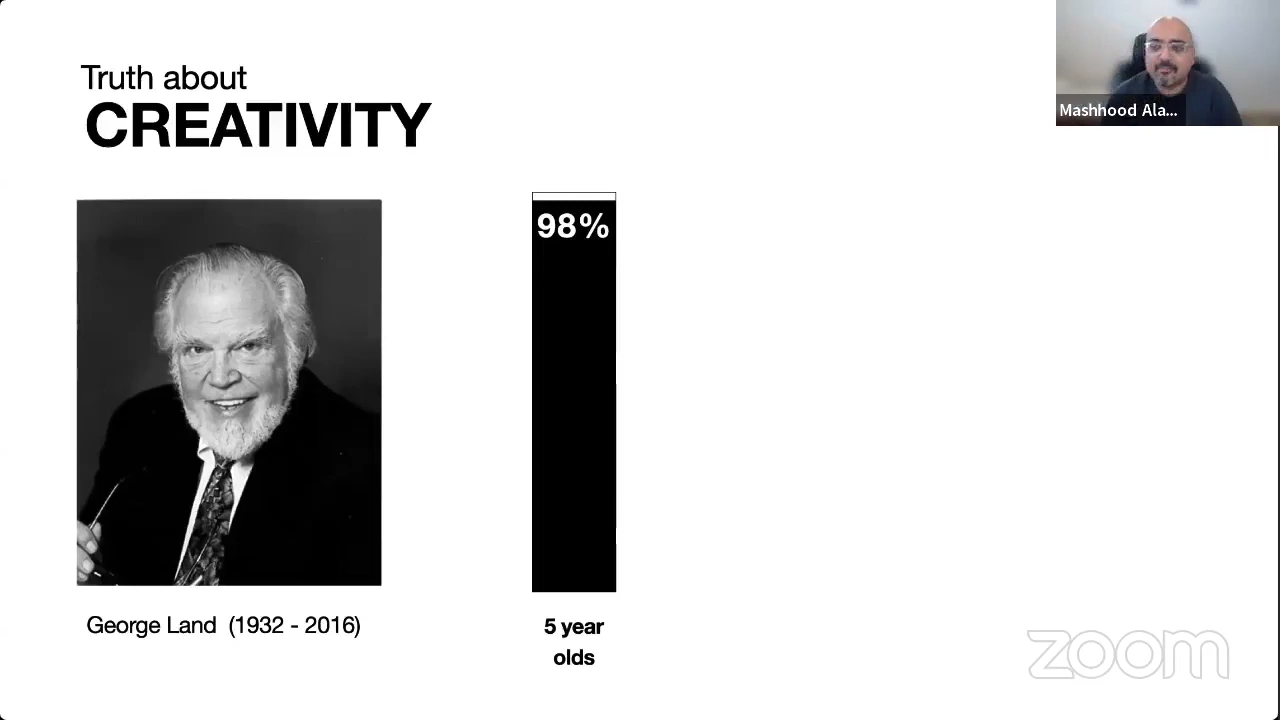 Truth about
CREATIVITY
Mashhood Ala...
98%
George Land (1932 - 2016)
5 year
olds
zoom